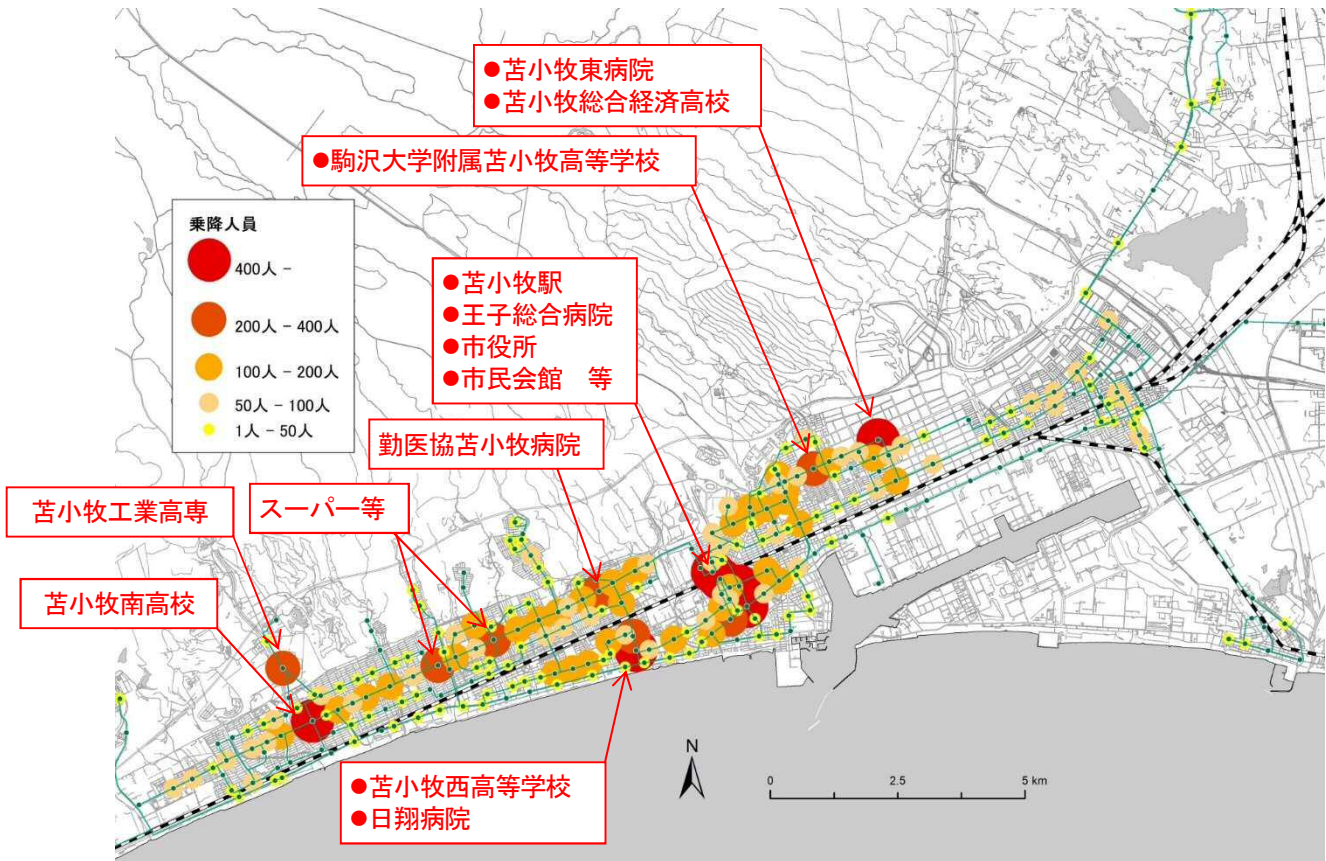 ●苫小牧東病院
●苫小牧総合経済高校
●駒沢大学附属苫小牧高等学校
乗降人員
400人 -
200人 - 400人
100人 - 200人
50人 - 100人
1人 - 50人
●苫小牧駅
●王子総合病院
●市役所
●市民会館 等
勤医協苫小牧病院
スーパー等
苫小牧工業高専
苫小牧南高校
●苫小牧西高等学校
●日翔病院
N
0 2.5 5 km